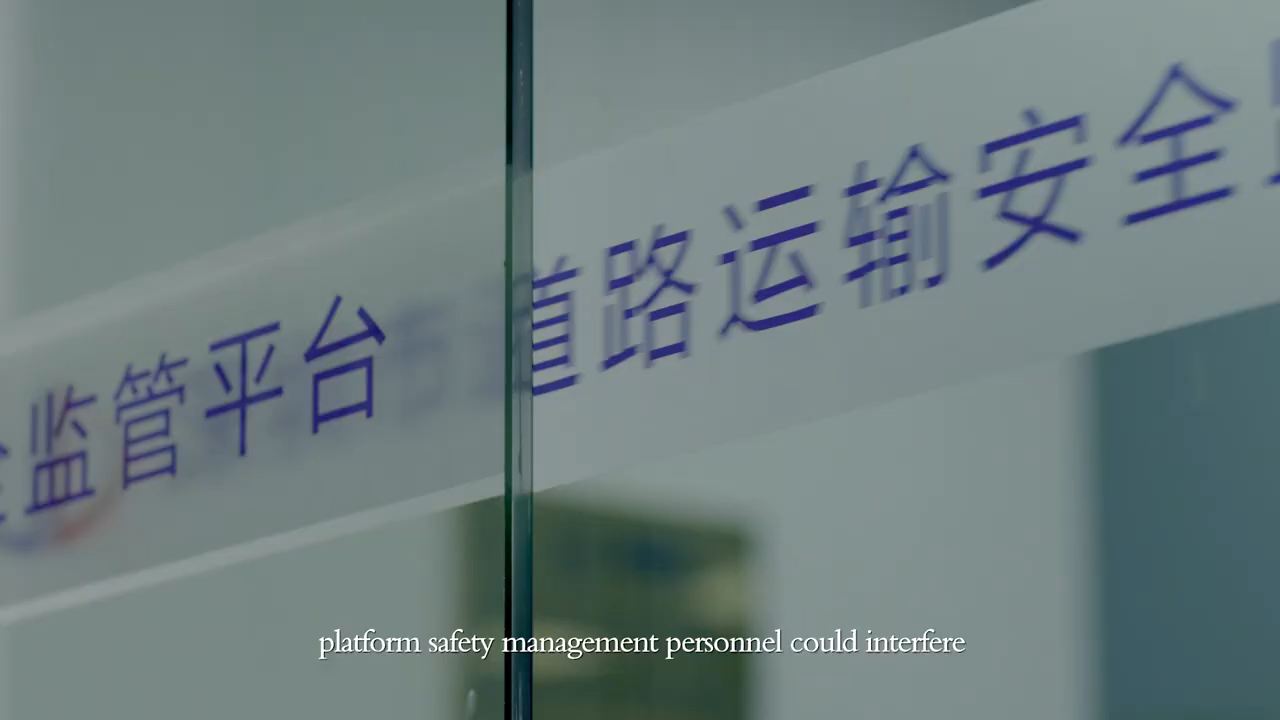 监管平台
道路运输安全
platform safety management personnel could interfere